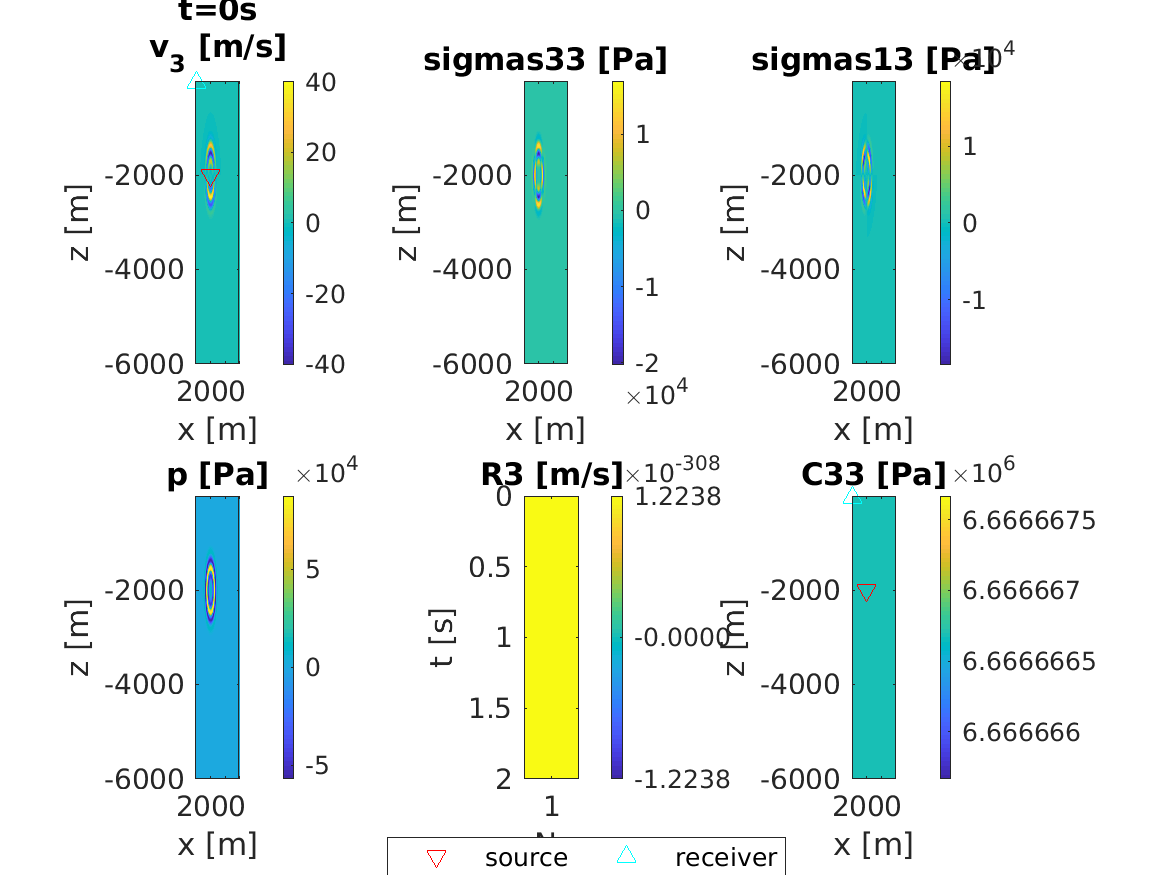 t=0s
v3 [m/s]
sigmas33 [Pa]
sigmas13 [Pa]
×10^4
40
20
0
-20
-40
-2000
-4000
-6000
z [m]
2000
x [m]
1
0
-1
-2
×10^4
-2000
-4000
-6000
z [m]
2000
x [m]
1
0
-1
-2000
-4000
-6000
z [m]
2000
x [m]
p [Pa]
×10^4
5
0
-5
-2000
-4000
-6000
z [m]
2000
x [m]
R3 [m/s]
×10^-308
1.2238
-0.0000
-1.2238
0
0.5
1
1.5
2
t [s]
1
C33 [Pa]
×10^6
6.6666675
6.666667
6.6666665
6.666666
-2000
-4000
-6000
z [m]
2000
x [m]
source
receiver